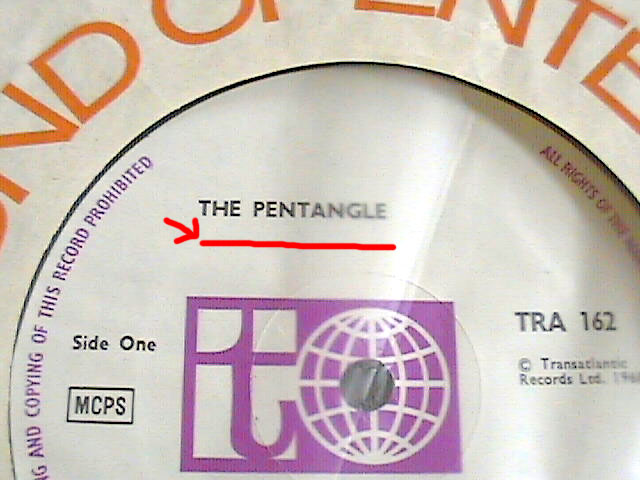 ND OF ENTE
THE PENTANGLE
NG AND COPYING OF THIS RECORD PROHIBITED
ALL RIGHTS OF THE
Side One
MCPS
t
TRA 162
© Transatlantic
Records Ltd. 196